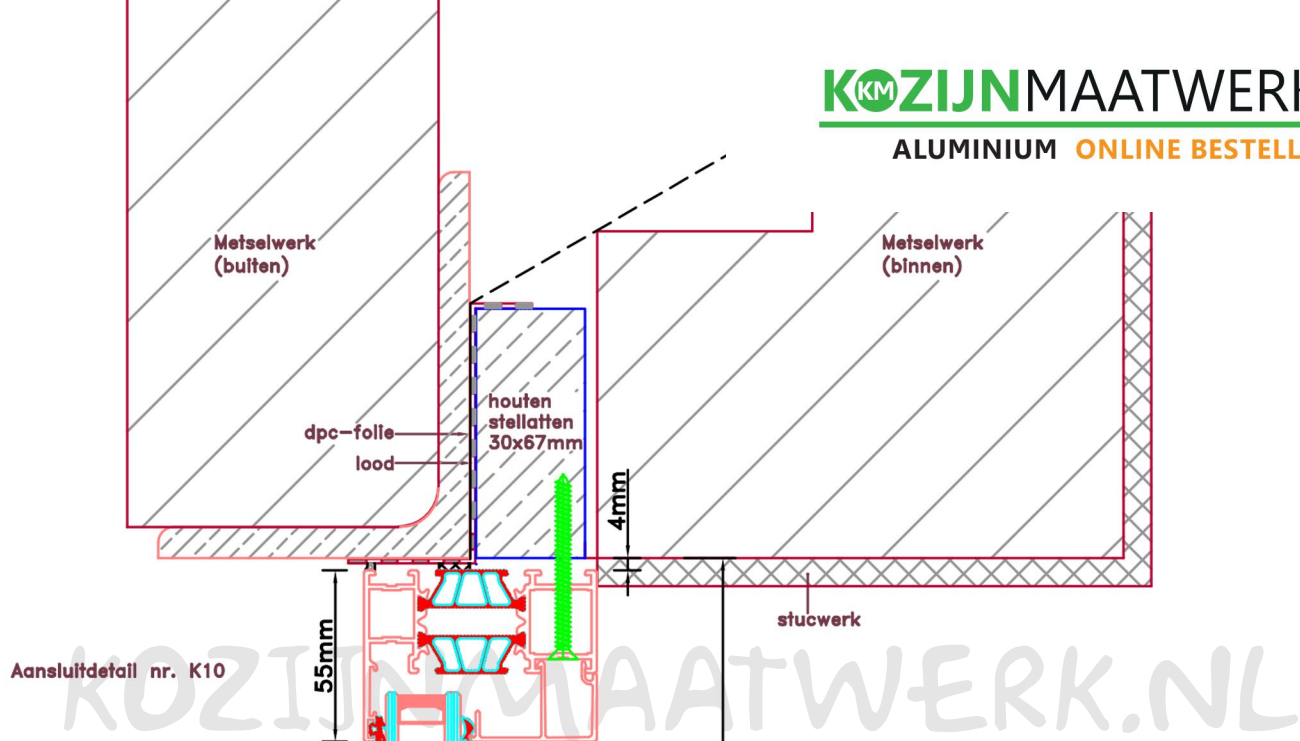 KOZIJNMAATWERK
KM
ALUMINIUM ONLINE BESTELL
Metselwerk
(buiten)
Metselwerk
(binnen)
houten
stellatten
30x67mm
dpc-folie
lood
4mm
stucwerk
55mm
Aansluitdetail nr. K10
KOZIJNMAATWERK.NL